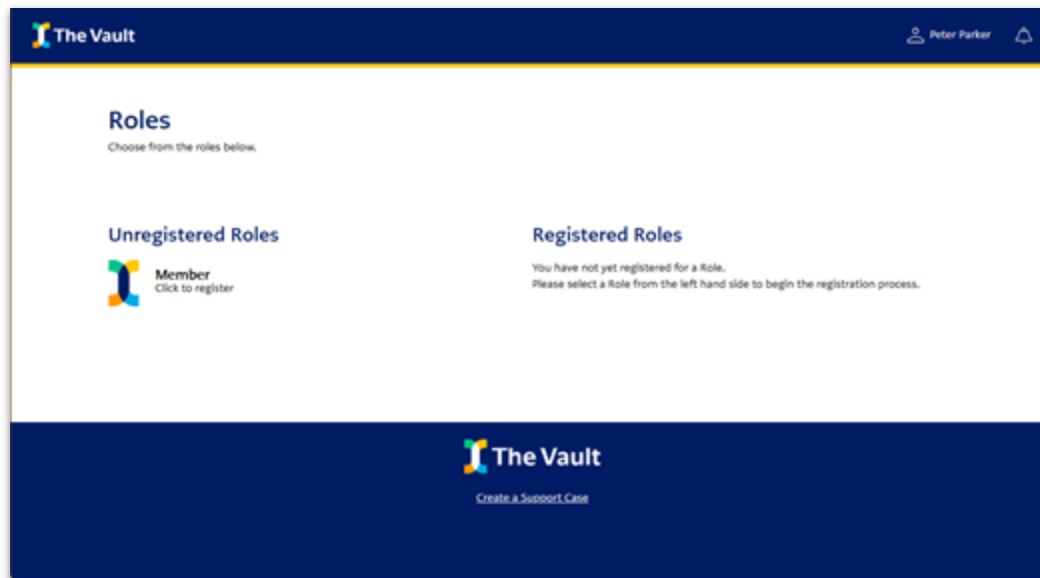 The Vault
Peter Parker
Roles
Choose from the roles below.
Unregistered Roles
Member
Click to register
Registered Roles
You have not yet registered for a Role.
Please select a Role from the left hand side to begin the registration process.
The Vault
Create a Support Case